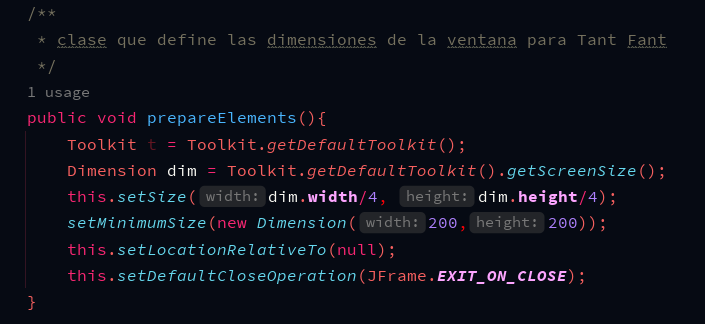 /**
* clase que define las dimensiones de la ventana para Tant Fant
*/
1 usage
public void prepareElements(){
Toolkit t = Toolkit.getDefaultToolkit();
Dimension dim = Toolkit.getDefaultToolkit().getScreenSize();
this.setSize( width: dim.width/4, height: dim.height/4);
setMinimumSize(new Dimension( width: 200, height: 200));
this.setLocationRelativeTo(null);
this.setDefaultCloseOperation(JFrame.EXIT_ON_CLOSE);
}